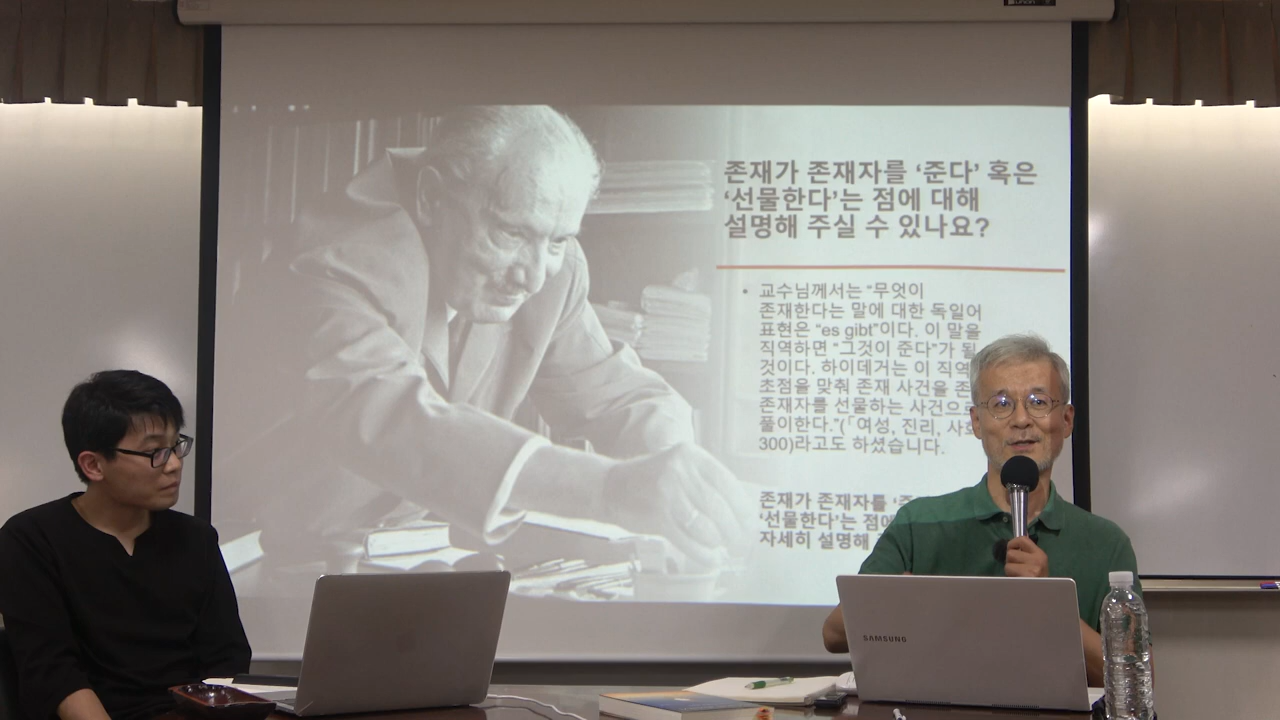 존재가 존재자를 ‘준다’ 혹은
‘선물한다’는 점에 대해
설명해 주실 수 있나요?
• 교수님께서는 “무엇이
존재한다는 말에 대한 독일어
표현은 “es gibt”이다. 이 말을
직역하면 “그것이 준다”가 될
것이다. 하이데거는 이 직역
초점을 맞춰 존재 사건을 존
존재자를 선물하는 사건으로
풀이한다.”(「여성, 진리, 사회
300)라고도 하셨습니다.
존재가 존재자를 ‘준
‘선물한다’는 점에
자세히 설명해
SAMSUNG